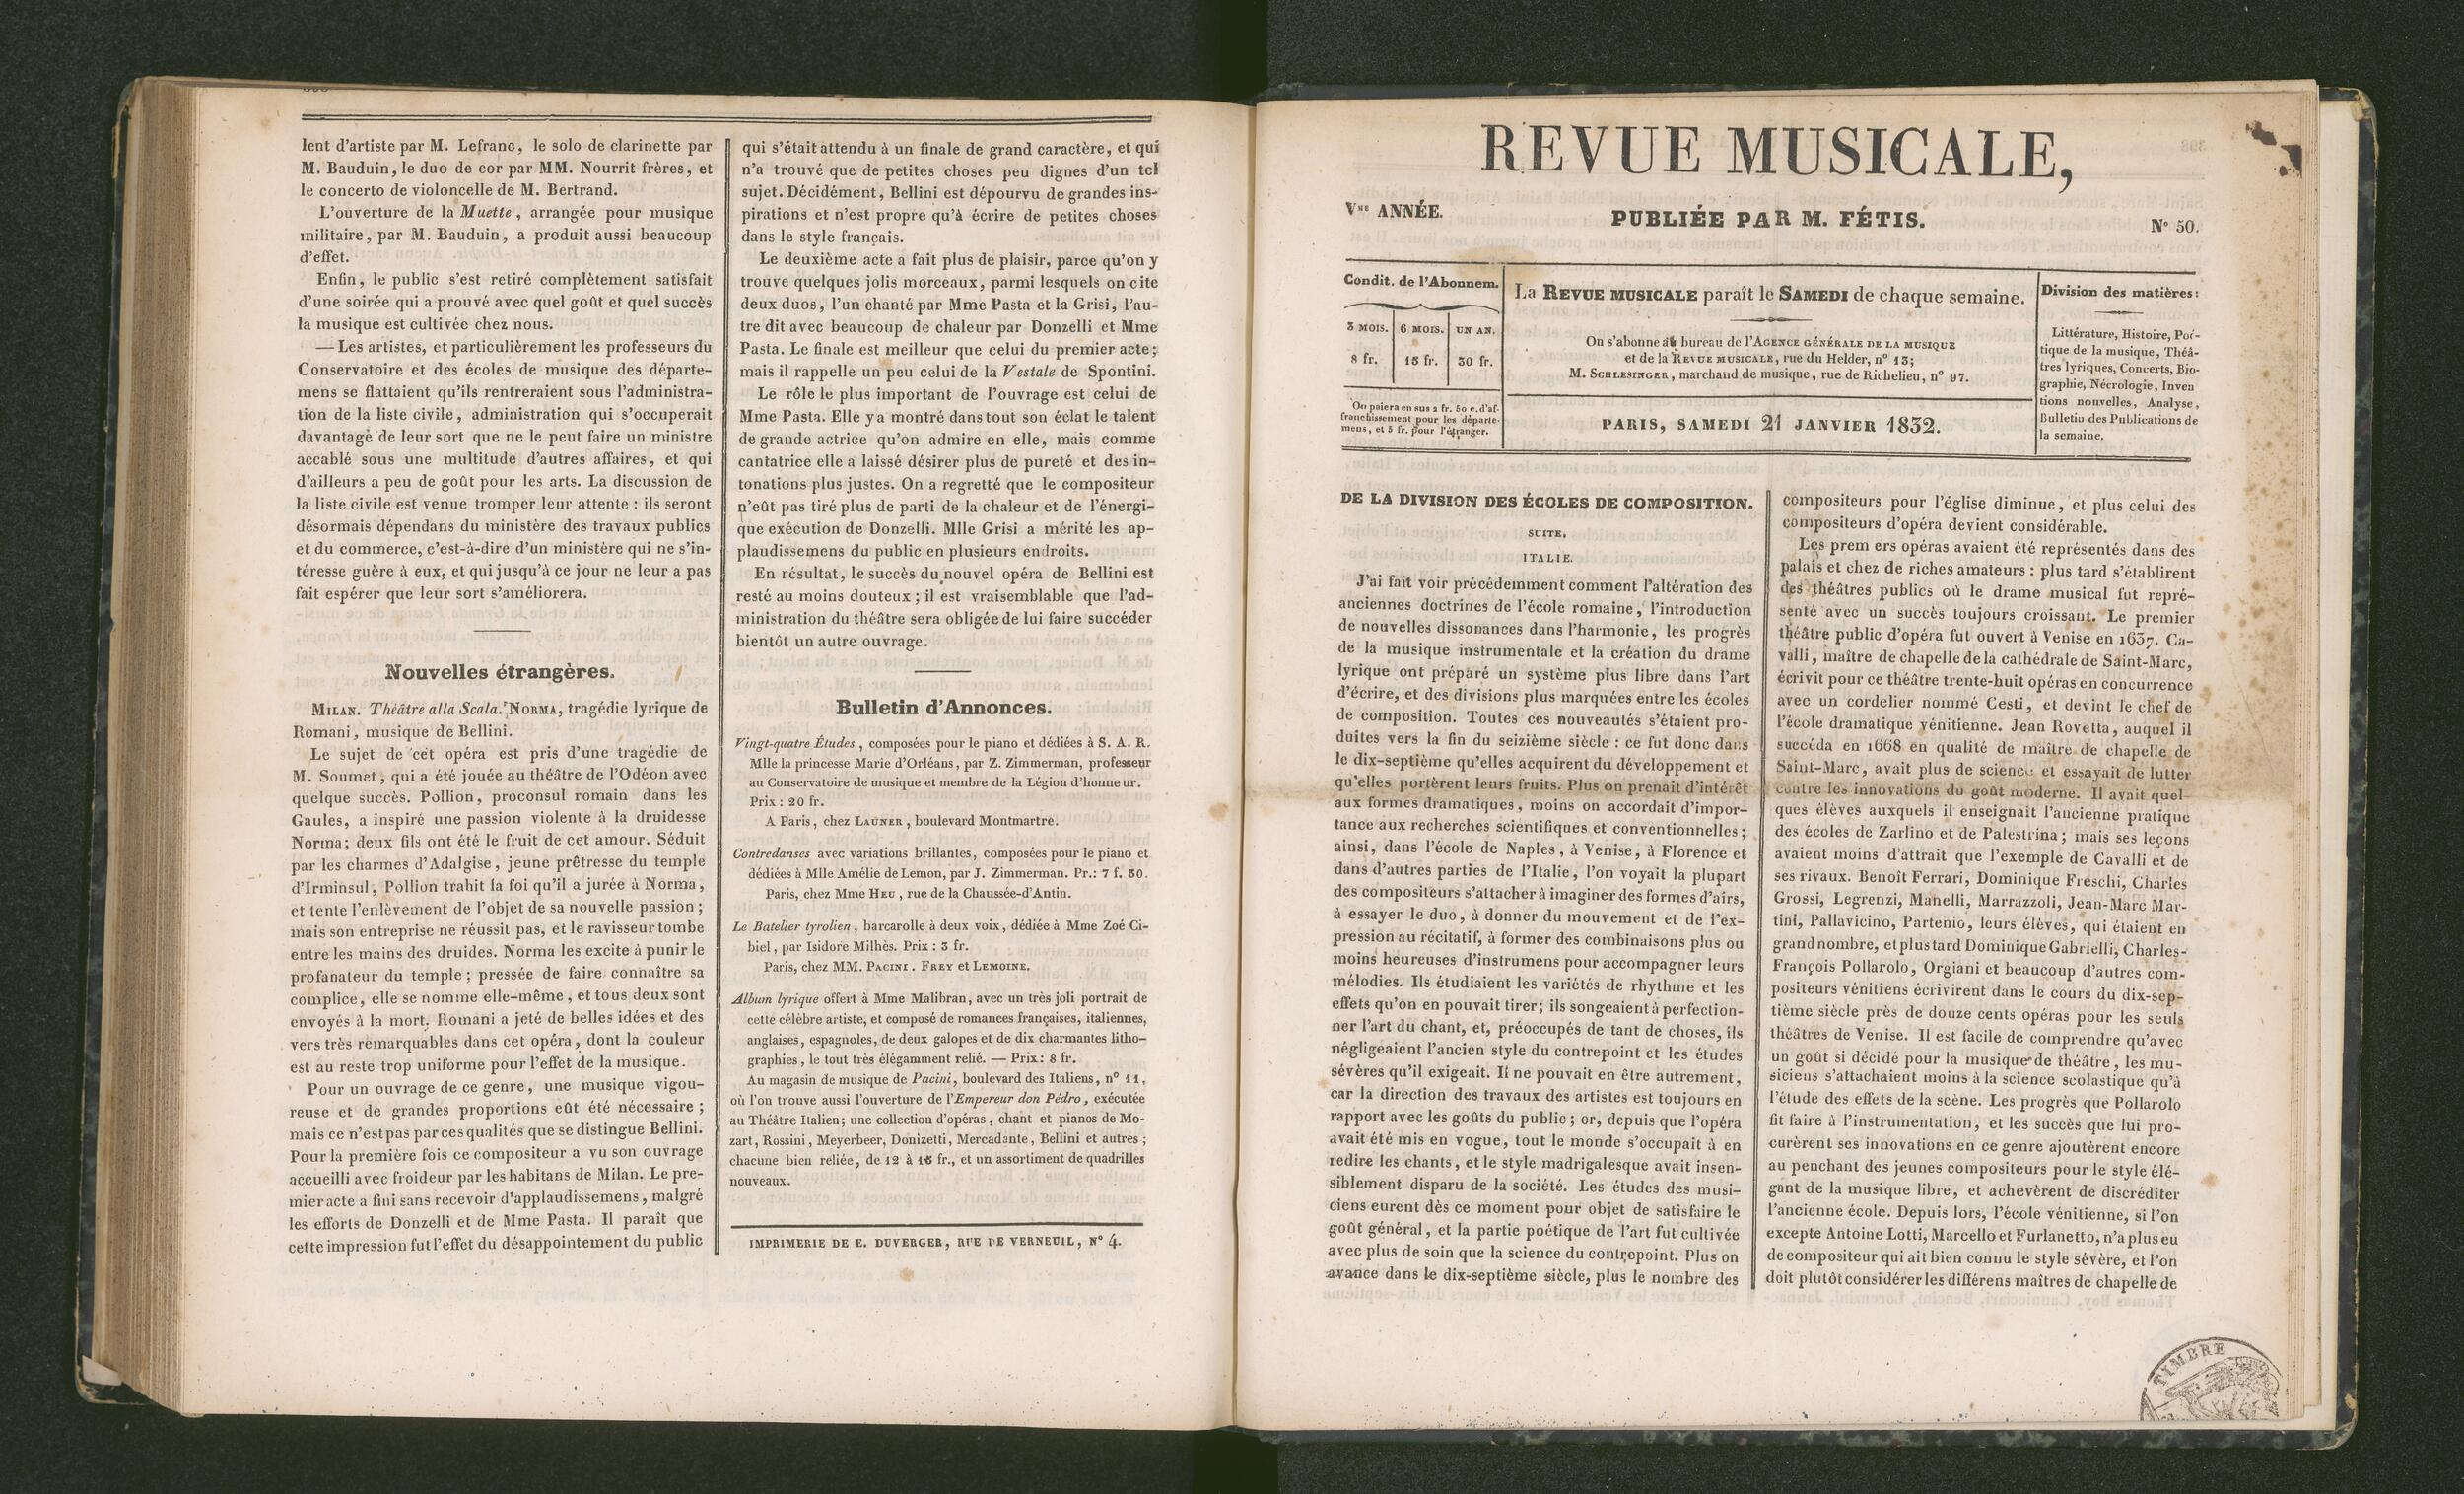 lent d'artiste par M. Lefranc, le solo de clarinette par
M. Bauduin, le duo de cor par MM. Nourrit frères, et
le concerto de violoncelle de M. Bertrand.
L'ouverture de la Muette, arrangée pour musique
militaire, par M. Bauduin, a produit aussi beaucoup
d'effet.
Enfin, le public s'est retiré complètement satisfait
d'une soirée qui a prouvé avec quel goût et quel succès
la musique est cultivée chez nous.
— Les artistes, et particulièrement les professeurs du
Conservatoire et des écoles de musique des départe-
mens se flattaient qu'ils rentreraient sous l'administra-
tion de la liste civile, administration qui s'occuperait
davantage de leur sort que ne le peut faire un ministre
accablé sous une multitude d'autres affaires, et qui
d'ailleurs a peu de goût pour les arts. La discussion de
la liste civile est venue tromper leur attente : ils seront
désormais dépendans du ministère des travaux publics
et du commerce, c'est-à-dire d'un ministère qui ne s'in-
téresse guère à eux, et qui jusqu'à ce jour ne leur a pas
fait espérer que leur sort s'améliorera.
Nouvelles étrangères.
MILAN. Théâtre alla Scala. NORMA, tragédie lyrique de
Romani, musique de Bellini.
Le sujet de cet opéra est pris d'une tragédie de
M. Soumet, qui a été jouée au théâtre de l'Odéon avec
quelque succès. Pollion, proconsul romain dans les
Gaules, a inspiré une passion violente à la druidesse
Norma; deux fils ont été le fruit de cet amour. Séduit
par les charmes d'Adalgise, jeune prêtresse du temple
d'Irminsul, Pollion trahit la foi qu'il a jurée à Norma,
et tente l'enlèvement de l'objet de sa nouvelle passion;
mais son entreprise ne réussit pas, et le ravisseur tombe
entre les mains des druides. Norma les excite à punir le
profanateur du temple; pressée de faire connaître sa
complice, elle se nomme elle-même, et tous deux sont
envoyés à la mort. Romani a jeté de belles idées et des
vers très remarquables dans cet opéra, dont la couleur
est au reste trop uniforme pour l'effet de la musique.
Pour un ouvrage de ce genre, une musique vigou-
reuse et de grandes proportions eût été nécessaire;
mais ce n'est pas par ces qualités que se distingue Bellini.
Pour la première fois ce compositeur a vu son ouvrage
accueilli avec froideur par les habitans de Milan. Le pre-
mier acte a fini sans recevoir d'applaudissemens, malgré
les efforts de Donzelli et de Mme Pasta. Il paraît que
cette impression fut l'effet du désappointement du public
qui s'était attendu à un finale de grand caractère, et qui
n'a trouvé que de petites choses peu dignes d'un tel
sujet. Décidément, Bellini est dépourvu de grandes ins-
pirations et n'est propre qu'à écrire de petites choses
dans le style français.
Le deuxième acte a fait plus de plaisir, parce qu'on y
trouve quelques jolis morceaux, parmi lesquels on cite
deux duos, l'un chanté par Mme Pasta et la Grisi, l'au-
tre dit avec beaucoup de chaleur par Donzelli et Mme
Pasta. Le finale est meilleur que celui du premier acte;
mais il rappelle un peu celui de la Vestale de Spontini.
Le rôle le plus important de l'ouvrage est celui de
Mme Pasta. Elle y a montré dans tout son éclat le talent
de grande actrice qu'on admire en elle, mais comme
cantatrice elle a laissé désirer plus de pureté et des in-
tonations plus justes. On a regretté que le compositeur
n'eût pas tiré plus de parti de la chaleur et de l'énergi-
que exécution de Donzelli. Mlle Grisi a mérité les ap-
plaudissemens du public en plusieurs endroits.
En résultat, le succès du nouvel opéra de Bellini est
resté au moins douteux; il est vraisemblable que l'ad-
ministration du théâtre sera obligée de lui faire succéder
bientôt un autre ouvrage.
Bulletin d'Annonces.
Vingt-quatre Études, composées pour le piano et dédiées à S. A. R.
Mlle la princesse Marie d'Orléans, par Z. Zimmerman, professeur
au Conservatoire de musique et membre de la Légion d'honneur.
Prix : 20 fr.
A Paris, chez LAUNER, boulevard Montmartre.
Contredanses avec variations brillantes, composées pour le piano et
dédiées à Mlle Amélie de Lemon, par J. Zimmerman. Pr.: 7 f. 50.
Paris, chez Mme HEU, rue de la Chaussée-d'Antin.
Le Batelier tyrolien, barcarolle à deux voix, dédiée à Mme Zoé Ci-
biel, par Isidore Milhès. Prix : 3 fr.
Paris, chez MM. PACINI. FREY et LEMOINE.
Album lyrique offert à Mme Malibran, avec un très joli portrait de
cette célèbre artiste, et composé de romances françaises, italiennes,
anglaises, espagnoles, de deux galopes et de dix charmantes litho-
graphies, le tout très élégamment relié. — Prix : 8 fr.
Au magasin de musique de Pacini, boulevard des Italiens, n° 11,
où l'on trouve aussi l'ouverture de l'Empereur don Pédro, exécutée
au Théâtre Italien; une collection d'opéras, chant et pianos de Mo-
zart, Rossini, Meyerbeer, Donizetti, Mercadante, Bellini et autres;
chacune bien reliée, de 12 à 15 fr., et un assortiment de quadrilles
nouveaux.
IMPRIMERIE DE E. DUVERGER, RUE DE VERNEUIL, N° 4.
REVUE MUSICALE,
Vme ANNÉE.
PUBLIÉE PAR M. FÉTIS.
N° 50.
Condit. de l'Abonnem.
3 MOIS. 6 MOIS. UN AN.
8 fr. 15 fr. 30 fr.
On paiera en sus 2 fr. 50 c. d'af-
franchissement pour les départe-
mens, et 5 fr. pour l'étranger.
La REVUE MUSICALE paraît le SAMEDI de chaque semaine.
On s'abonne au bureau de l'AGENCE GÉNÉRALE DE LA MUSIQUE
et de la REVUE MUSICALE, rue du Helder, n° 13;
M. SCHLESINGER, marchand de musique, rue de Richelieu, n° 97.
PARIS, SAMEDI 21 JANVIER 1832.
Division des matières:
Littérature, Histoire, Poé-
tique de la musique, Théâ-
tres lyriques, Concerts, Bio-
graphie, Nécrologie, Inven
tions nouvelles, Analyse,
Bulletin des Publications de
la semaine.
DE LA DIVISION DES ÉCOLES DE COMPOSITION.
SUITE.
ITALIE.
J'ai fait voir précédemment comment l'altération des
anciennes doctrines de l'école romaine, l'introduction
de nouvelles dissonances dans l'harmonie, les progrès
de la musique instrumentale et la création du drame
lyrique ont préparé un système plus libre dans l'art
d'écrire, et des divisions plus marquées entre les écoles
de composition. Toutes ces nouveautés s'étaient pro-
duites vers la fin du seizième siècle : ce fut donc dans
le dix-septième qu'elles acquirent du développement et
qu'elles portèrent leurs fruits. Plus on prenait d'intérêt
aux formes dramatiques, moins on accordait d'impor-
tance aux recherches scientifiques et conventionnelles;
ainsi, dans l'école de Naples, à Venise, à Florence et
dans d'autres parties de l'Italie, l'on voyait la plupart
des compositeurs s'attacher à imaginer des formes d'airs,
à essayer le duo, à donner du mouvement et de l'ex-
pression au récitatif, à former des combinaisons plus ou
moins heureuses d'instrumens pour accompagner leurs
mélodies. Ils étudiaient les variétés de rhythme et les
effets qu'on en pouvait tirer; ils songeaient à perfection-
ner l'art du chant, et, préoccupés de tant de choses, ils
négligeaient l'ancien style du contrepoint et les études
sévères qu'il exigeait. Il ne pouvait en être autrement,
car la direction des travaux des artistes est toujours en
rapport avec les goûts du public; or, depuis que l'opéra
avait été mis en vogue, tout le monde s'occupait à en
redire les chants, et le style madrigalesque avait insen-
siblement disparu de la société. Les études des musi-
ciens eurent dès ce moment pour objet de satisfaire le
goût général, et la partie poétique de l'art fut cultivée
avec plus de soin que la science du contrepoint. Plus on
avance dans le dix-septième siècle, plus le nombre des
compositeurs pour l'église diminue, et plus celui des
compositeurs d'opéra devient considérable.
Les prem ers opéras avaient été représentés dans des
palais et chez de riches amateurs : plus tard s'établirent
des théâtres publics où le drame musical fut repré-
senté avec un succès toujours croissant. Le premier
théâtre public d'opéra fut ouvert à Venise en 1637. Ca-
valli, maître de chapelle de la cathédrale de Saint-Marc,
écrivit pour ce théâtre trente-huit opéras en concurrence
avec un cordelier nommé Cesti, et devint le chef de
l'école dramatique vénitienne. Jean Rovetta, auquel il
succéda en 1668 en qualité de maître de chapelle de
Saint-Marc, avait plus de science et essayait de lutter
contre les innovations du goût moderne. Il avait quel-
ques élèves auxquels il enseignait l'ancienne pratique
des écoles de Zarlino et de Palestrina; mais ses leçons
avaient moins d'attrait que l'exemple de Cavalli et de
ses rivaux. Benoît Ferrari, Dominique Freschi, Charles
Grossi, Legrenzi, Manelli, Marrazzoli, Jean-Marc Mar-
tini, Pallavicino, Partenio, leurs élèves, qui étaient en
grand nombre, et plus tard Dominique Gabrielli, Charles-
François Pollarolo, Orgiani et beaucoup d'autres com-
positeurs vénitiens écrivirent dans le cours du dix-sep-
tième siècle près de douze cents opéras pour les seuls
théâtres de Venise. Il est facile de comprendre qu'avec
un goût si décidé pour la musique de théâtre, les mu-
siciens s'attachaient moins à la science scolastique qu'à
l'étude des effets de la scène. Les progrès que Pollarolo
fit faire à l'instrumentation, et les succès que lui pro-
curèrent ses innovations en ce genre ajoutèrent encore
au penchant des jeunes compositeurs pour le style élé-
gant de la musique libre, et achevèrent de discréditer
l'ancienne école. Depuis lors, l'école vénitienne, si l'on
excepte Antoine Lotti, Marcello et Furlanetto, n'a plus eu
de compositeur qui ait bien connu le style sévère, et l'on
doit plutôt considérer les différens maîtres de chapelle de
TIMBRE